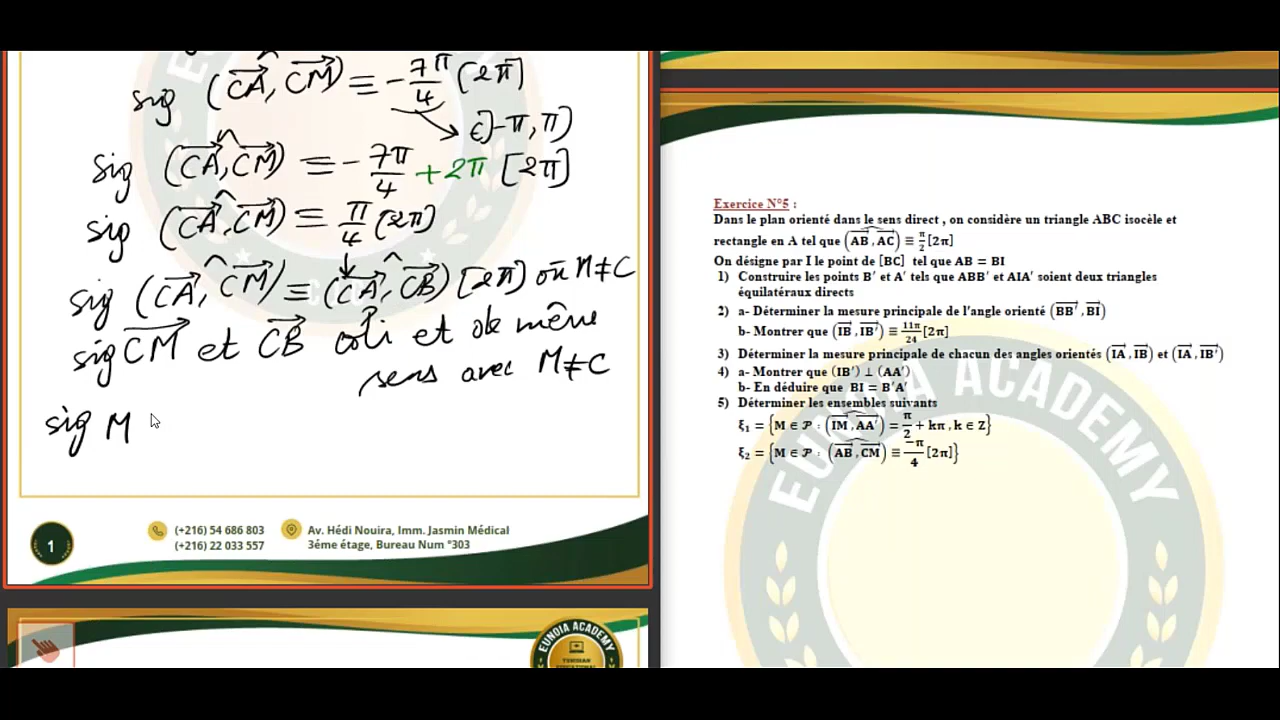 sig (CA, CM) ≡ -7π/4 [2π]
∉]-π, π]
sig (CA, CM) ≡ -7π/4 +2π [2π]
sig (CA, CM) ≡ π/4 [2π]
sig (CA, CM) ≡ (CA, CB) [2π] où M≠C
sig CM et CB coli et de même
sens avec M≠C
sig M
1
(+216) 54 686 803
(+216) 22 033 557
Av. Hédi Nouira, Imm. Jasmin Médical
3éme étage, Bureau Num °303
EUNOIA ACADEMY
TUNISIAN
EDUCATIONAL
Exercice N°5 :
Dans le plan orienté dans le sens direct , on considère un triangle ABC isocèle et
rectangle en A tel que (AB , AC) ≡ π/2 [2π]
On désigne par I le point de [BC] tel que AB = BI
1) Construire les points B′ et A′ tels que ABB′ et AIA′ soient deux triangles
équilatéraux directs
2) a- Déterminer la mesure principale de l'angle orienté (BB′, BI)
b- Montrer que (IB , IB′) ≡ 11π/24 [2π]
3) Déterminer la mesure principale de chacun des angles orientés (IA , IB) et (IA , IB′)
4) a- Montrer que (IB′) ⊥ (AA′)
b- En déduire que BI = B′A′
5) Déterminer les ensembles suivants
ξ₁ = {M ∈ 𝒫 : (IM , AA′) = π/2 + kπ , k ∈ Z}
ξ₂ = {M ∈ 𝒫 : (AB , CM) ≡ -π/4 [2π]}
EUNOIA ACADEMY